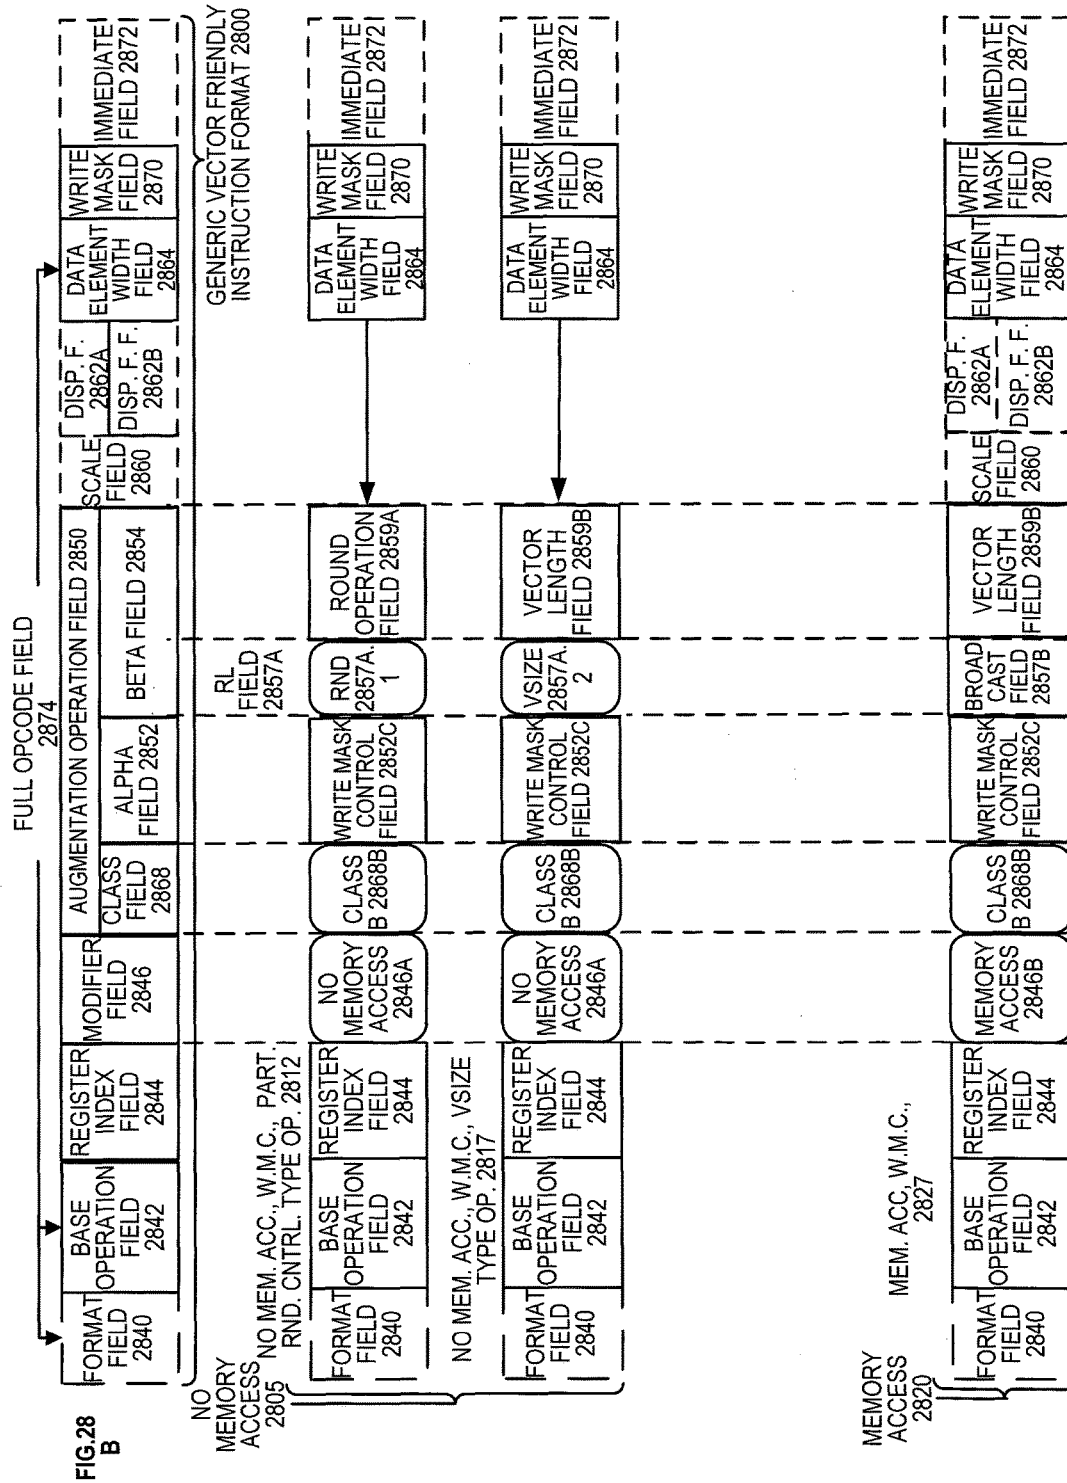 FIG.28
B
FULL OPCODE FIELD
2874
FORMAT
FIELD
2840
BASE
OPERATION
FIELD
2842
REGISTER
INDEX
FIELD
2844
MODIFIER
FIELD
2846
AUGMENTATION OPERATION FIELD 2850
CLASS
FIELD
2868
ALPHA
FIELD 2852
BETA FIELD 2854
SCALE
FIELD
2860
DISP. F.
2862A
DISP. F. F.
2862B
DATA
ELEMENT
WIDTH
FIELD
2864
WRITE
MASK
FIELD
2870
IMMEDIATE
FIELD 2872
GENERIC VECTOR FRIENDLY
INSTRUCTION FORMAT 2800
NO
MEMORY
ACCESS
2805
NO MEM. ACC., W.M.C., PART.
RND. CNTRL. TYPE OP. 2812
RL
FIELD
2857A
FORMAT
FIELD
2840
BASE
OPERATION
FIELD
2842
REGISTER
INDEX
FIELD
2844
NO
MEMORY
ACCESS
2846A
CLASS
B 2868B
WRITE MASK
CONTROL
FIELD 2852C
RND
2857A.
1
ROUND
OPERATION
FIELD 2859A
DATA
ELEMENT
WIDTH
FIELD
2864
WRITE
MASK
FIELD
2870
IMMEDIATE
FIELD 2872
NO MEM. ACC., W.M.C., VSIZE
TYPE OP. 2817
FORMAT
FIELD
2840
BASE
OPERATION
FIELD
2842
REGISTER
INDEX
FIELD
2844
NO
MEMORY
ACCESS
2846A
CLASS
B 2868B
WRITE MASK
CONTROL
FIELD 2852C
VSIZE
2857A.
2
VECTOR
LENGTH
FIELD 2859B
DATA
ELEMENT
WIDTH
FIELD
2864
WRITE
MASK
FIELD
2870
IMMEDIATE
FIELD 2872
MEMORY
ACCESS
2820
MEM. ACC, W.M.C.,
2827
FORMAT
FIELD
2840
BASE
OPERATION
FIELD
2842
REGISTER
INDEX
FIELD
2844
MEMORY
ACCESS
2846B
CLASS
B 2868B
WRITE MASK
CONTROL
FIELD 2852C
BROAD
CAST
FIELD
2857B
VECTOR
LENGTH
FIELD 2859B
SCALE
FIELD
2860
DISP. F.
2862A
DISP. F. F.
2862B
DATA
ELEMENT
WIDTH
FIELD
2864
WRITE
MASK
FIELD
2870
IMMEDIATE
FIELD 2872